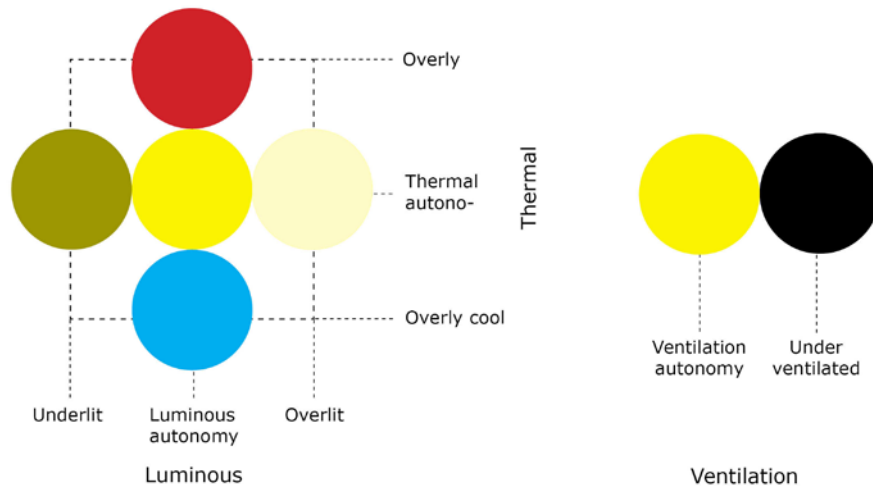 Overly
Thermal
autono-
Overly cool
Thermal
Underlit
Luminous
autonomy
Overlit
Luminous
Ventilation
autonomy
Under
ventilated
Ventilation